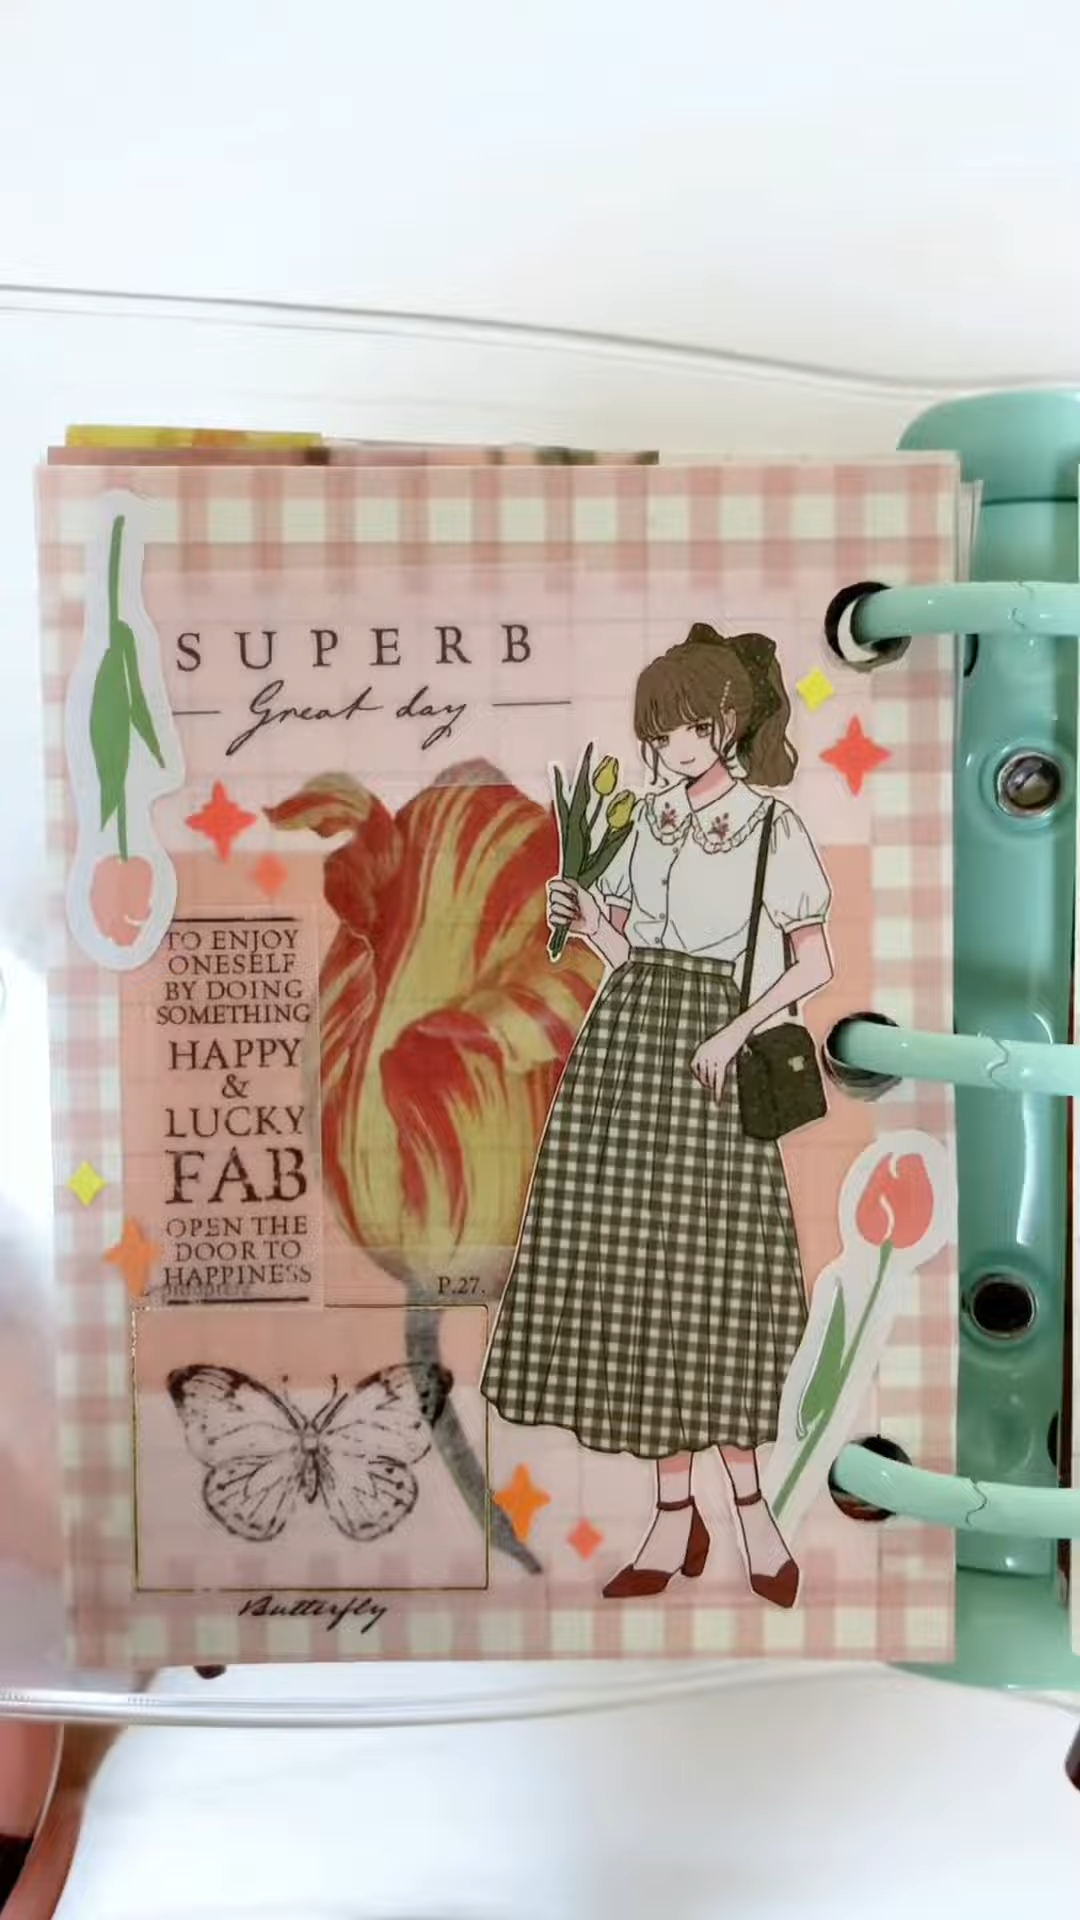 SUPERB
Great day
TO ENJOY
ONESELF
BY DOING
SOMETHING
HAPPY
&
LUCKY
FAB
OPEN THE
DOOR TO
HAPPINESS
P.27.
Butterfly